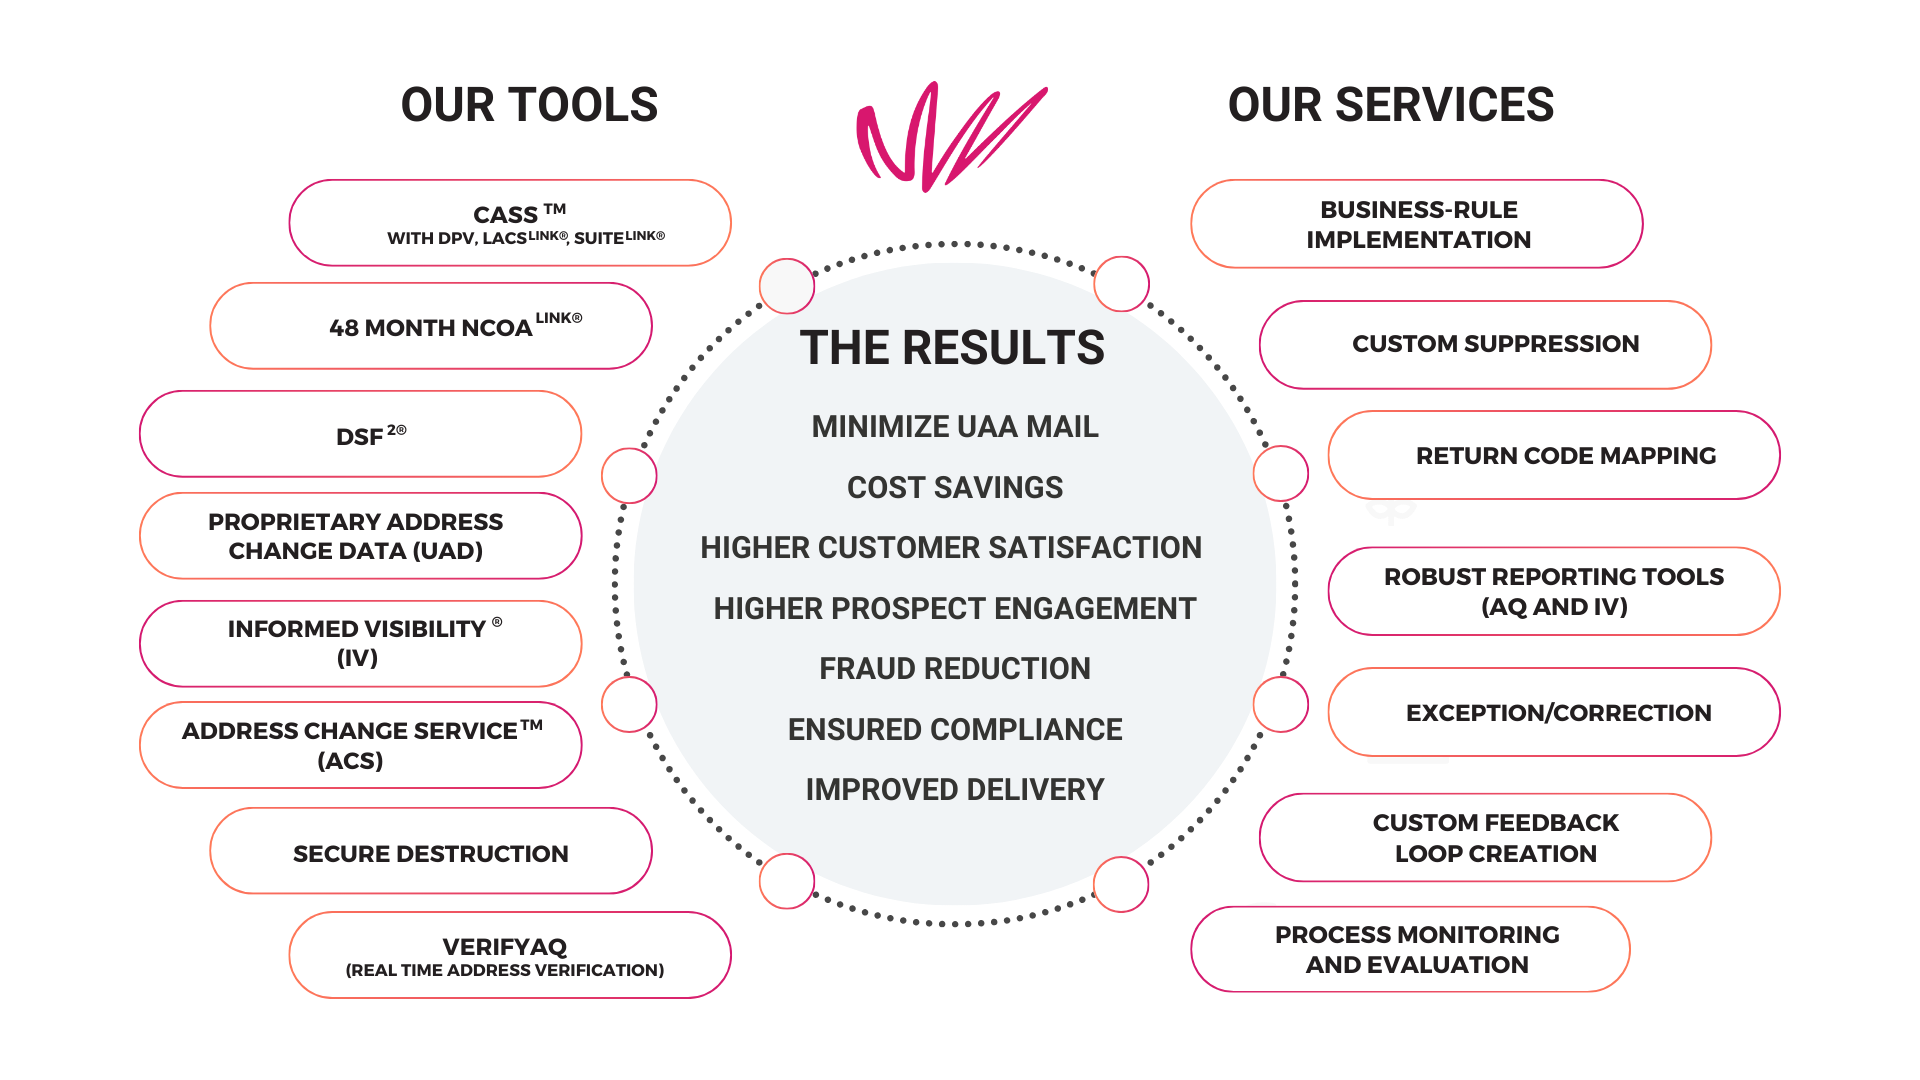 OUR TOOLS
CASS ™
WITH DPV, LACS LINK®, SUITE LINK®
48 MONTH NCOA LINK®
DSF 2®
PROPRIETARY ADDRESS
CHANGE DATA (UAD)
INFORMED VISIBILITY ®
(IV)
ADDRESS CHANGE SERVICE™
(ACS)
SECURE DESTRUCTION
VERIFYAQ
(REAL TIME ADDRESS VERIFICATION)
THE RESULTS
MINIMIZE UAA MAIL
COST SAVINGS
HIGHER CUSTOMER SATISFACTION
HIGHER PROSPECT ENGAGEMENT
FRAUD REDUCTION
ENSURED COMPLIANCE
IMPROVED DELIVERY
OUR SERVICES
BUSINESS-RULE
IMPLEMENTATION
CUSTOM SUPPRESSION
RETURN CODE MAPPING
ROBUST REPORTING TOOLS
(AQ AND IV)
EXCEPTION/CORRECTION
CUSTOM FEEDBACK
LOOP CREATION
PROCESS MONITORING
AND EVALUATION